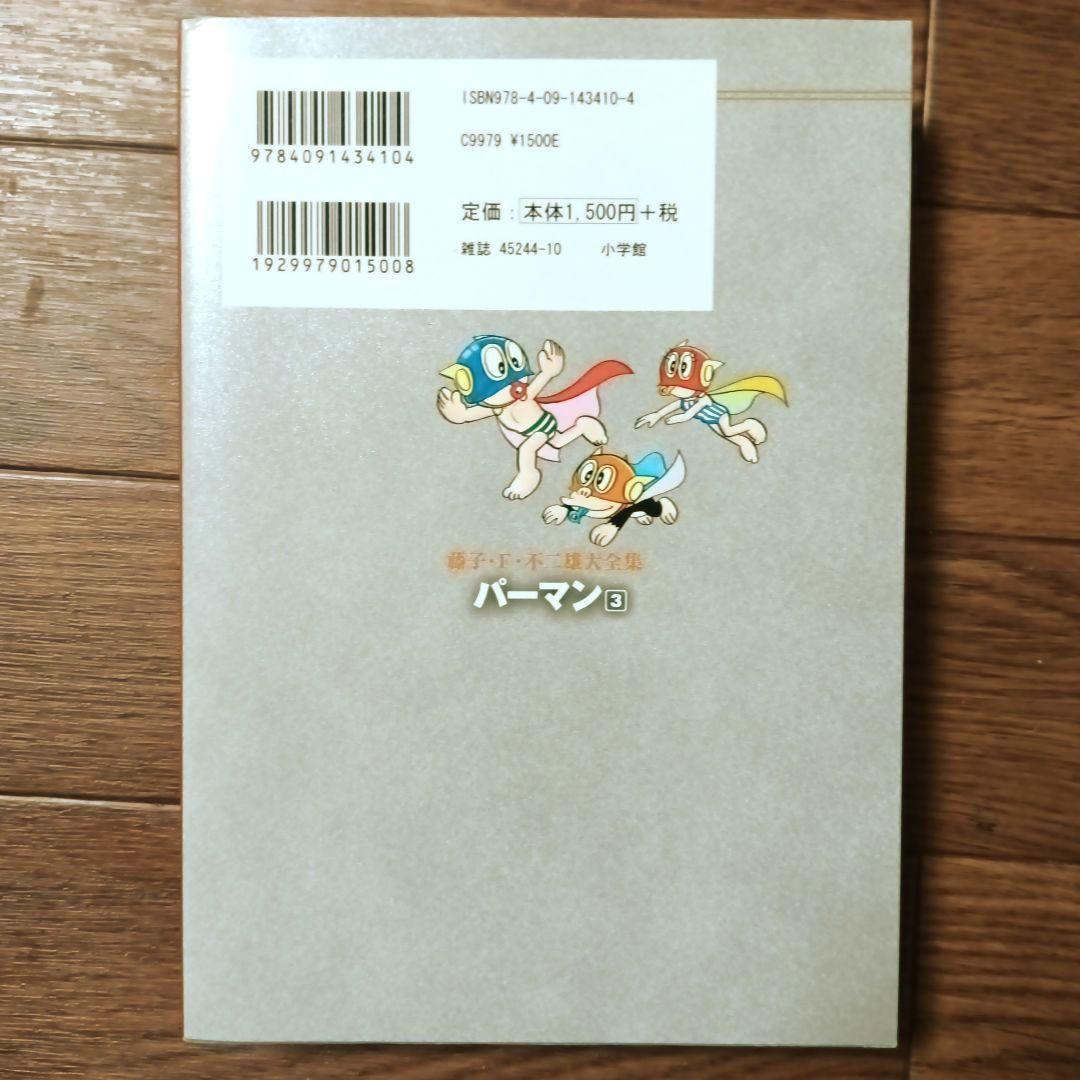 ISBN978-4-09-143410-4
9784091434104
C9979 ¥1500E
定価：本体1,500円+税
雑誌 45244-10 小学館
1929979015008
藤子・F・不二雄大全集
パーマン3